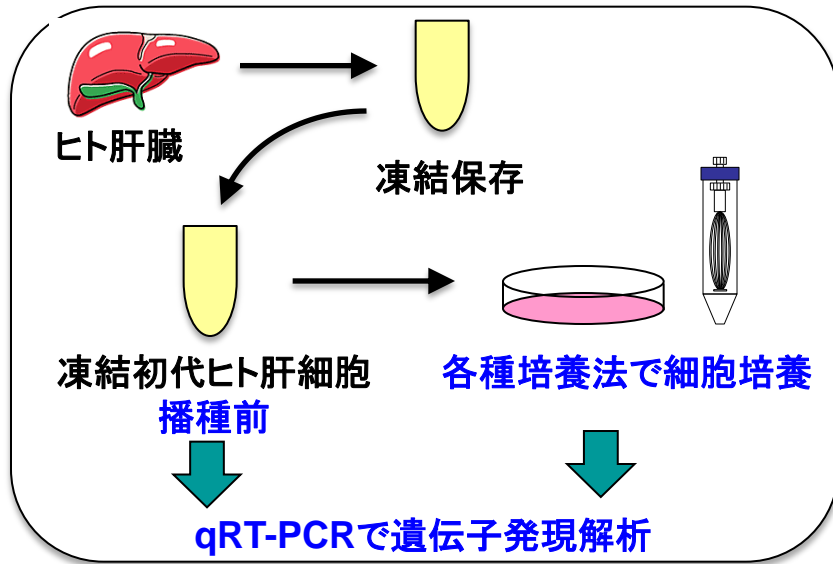 ヒト肝臓
凍結保存
凍結初代ヒト肝細胞
播種前
各種培養法で細胞培養
qRT-PCRで遺伝子発現解析